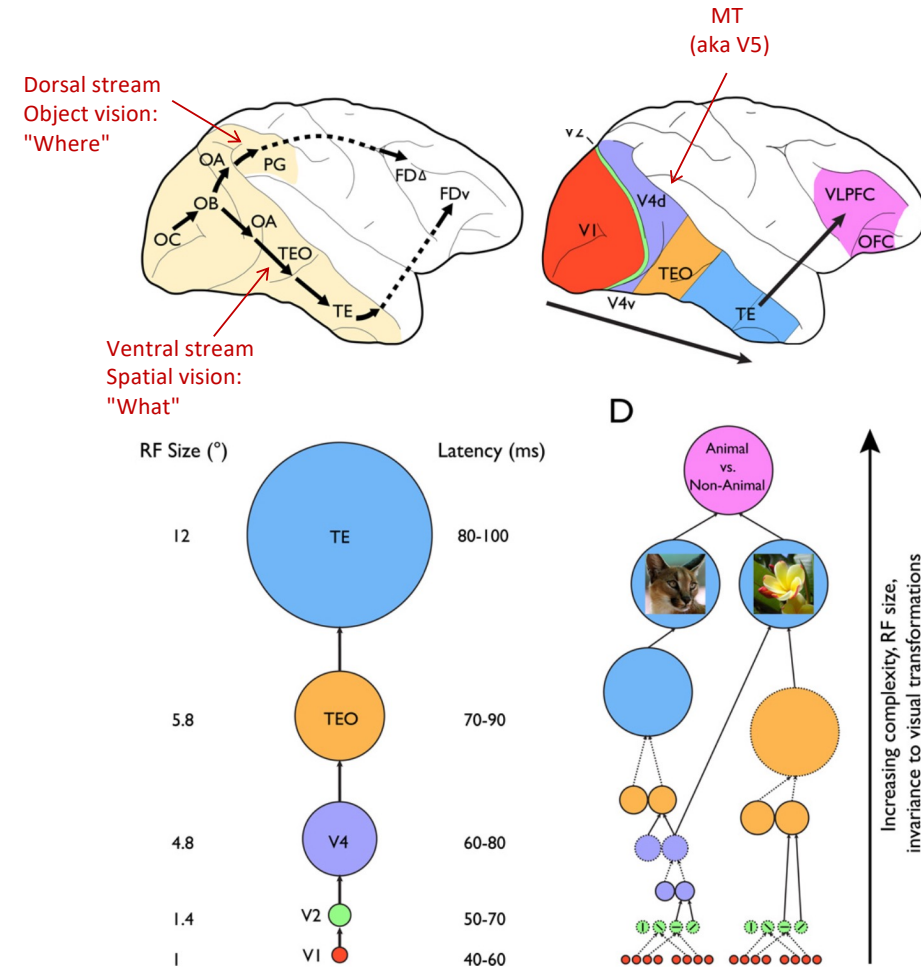 MT
(aka V5)
Dorsal stream
Object vision:
"Where"
OA
PG
FDΔ
OB
OA
FDv
OC
TEO
TE
Ventral stream
Spatial vision:
"What"
V2
V4d
VLPFC
V1
OFC
TEO
V4v
TE
RF Size (°)
Latency (ms)
12
TE
80-100
5.8
TEO
70-90
4.8
V4
60-80
1.4
V2
50-70
1
V1
40-60
D
Animal
vs.
Non-Animal
Increasing complexity, RF size,
invariance to visual transformations